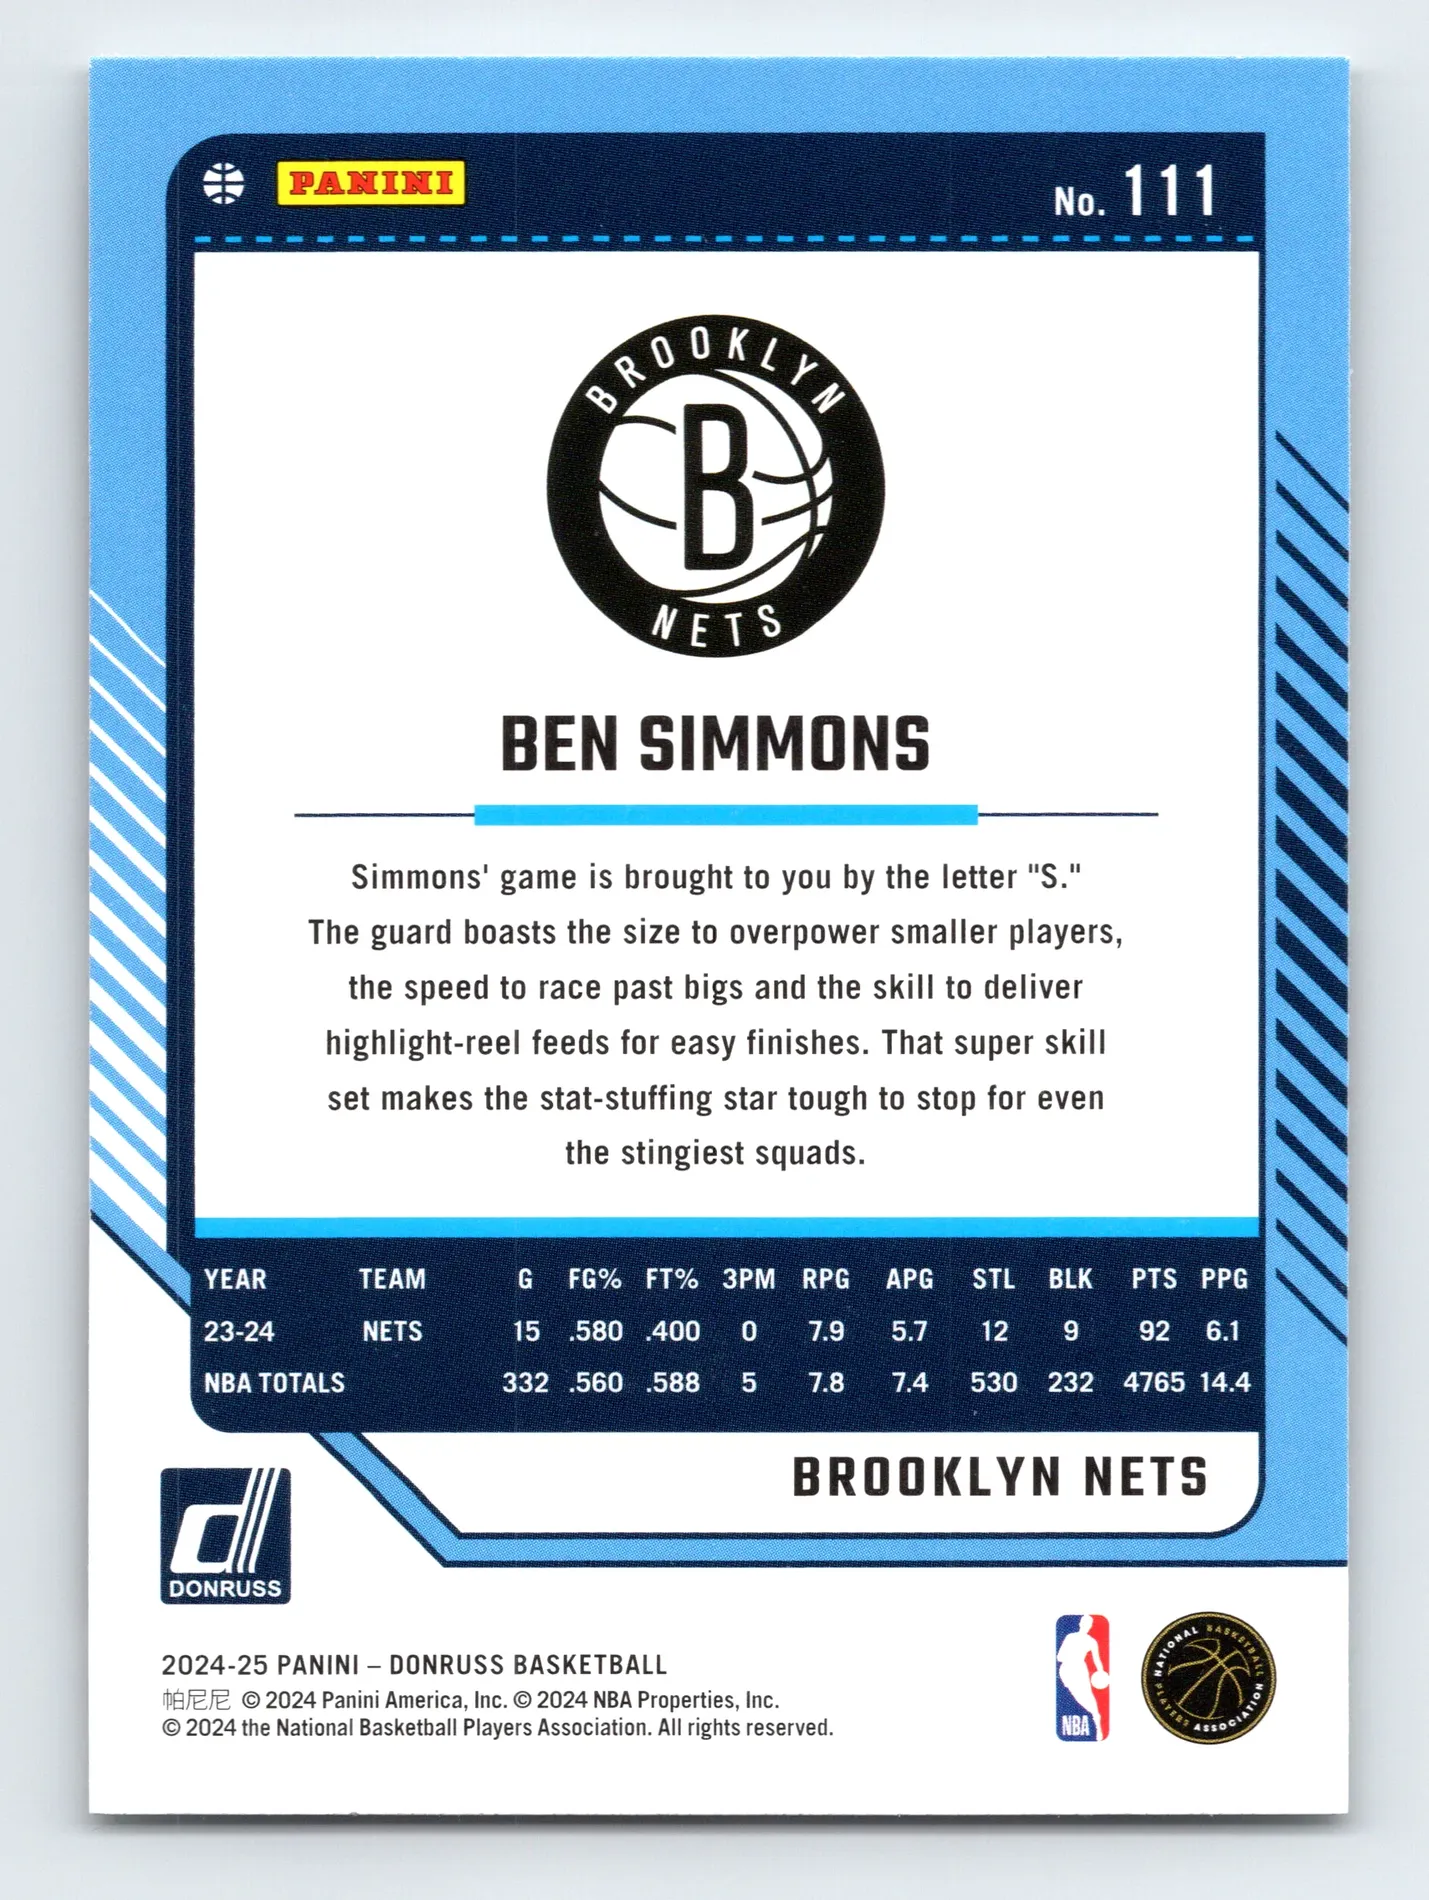 PANINI
No. 111
BROOKLYN
B
NETS
BEN SIMMONS
Simmons' game is brought to you by the letter "S."
The guard boasts the size to overpower smaller players,
the speed to race past bigs and the skill to deliver
highlight-reel feeds for easy finishes. That super skill
set makes the stat-stuffing star tough to stop for even
the stingiest squads.
YEAR TEAM G FG% FT% 3PM RPG APG STL BLK PTS PPG
23-24 NETS 15 .580 .400 0 7.9 5.7 12 9 92 6.1
NBA TOTALS 332 .560 .588 5 7.8 7.4 530 232 4765 14.4
BROOKLYN NETS
d
DONRUSS
2024-25 PANINI – DONRUSS BASKETBALL
帕尼尼 © 2024 Panini America, Inc. © 2024 NBA Properties, Inc.
© 2024 the National Basketball Players Association. All rights reserved.
NBA
NATIONAL BASKETBALL
PLAYERS ASSOCIATION